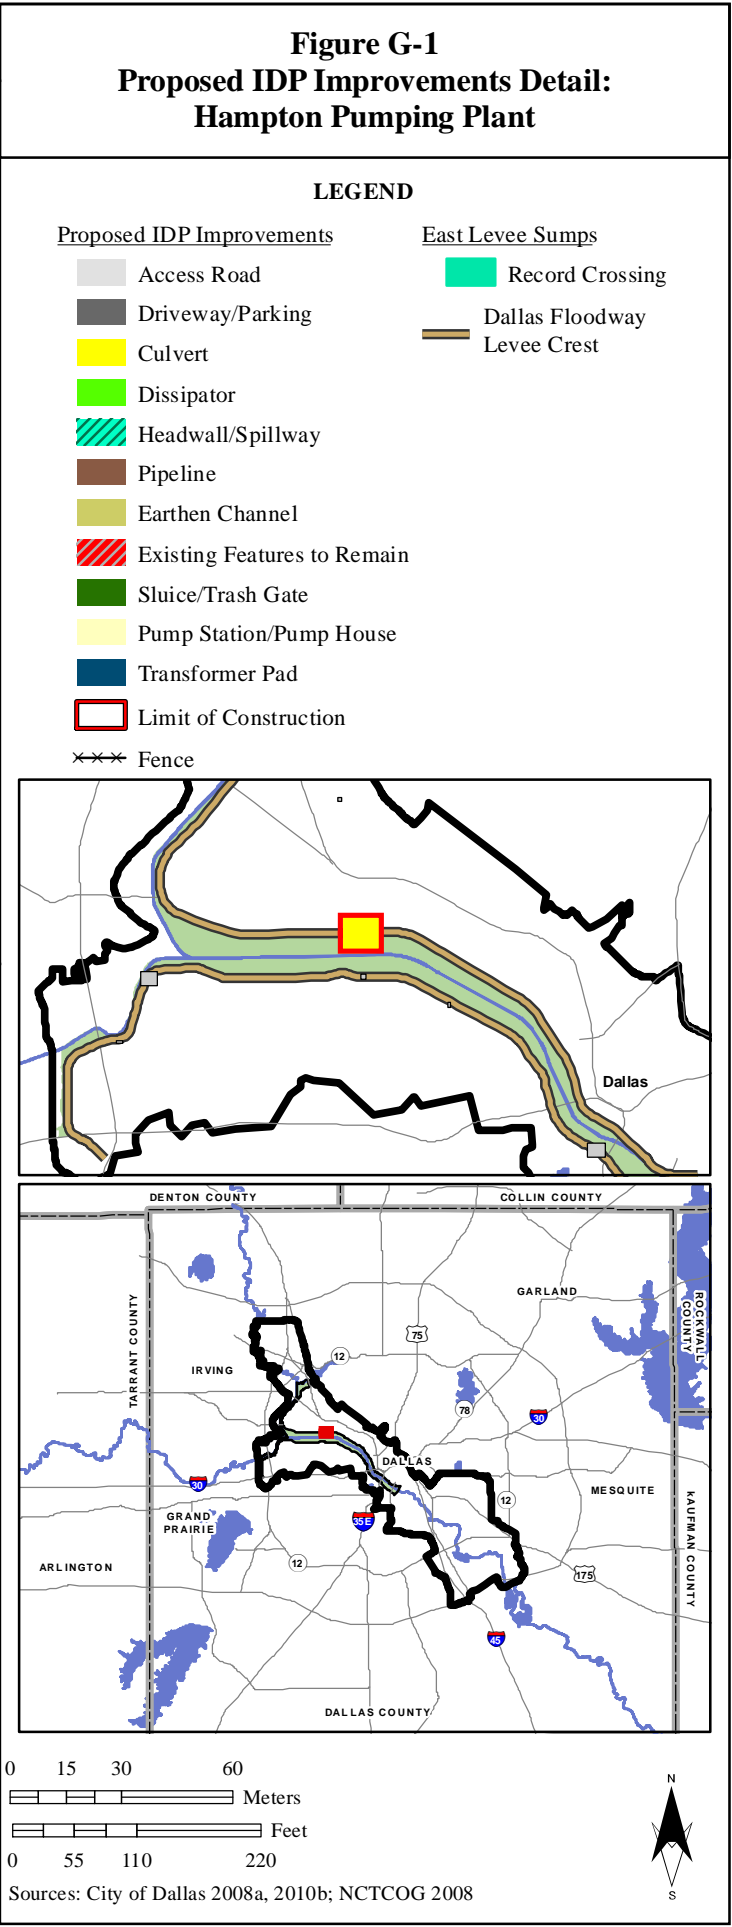 Figure G-1
Proposed IDP Improvements Detail:
Hampton Pumping Plant
LEGEND
Proposed IDP Improvements
Access Road
Driveway/Parking
Culvert
Dissipator
Headwall/Spillway
Pipeline
Earthen Channel
Existing Features to Remain
Sluice/Trash Gate
Pump Station/Pump House
Transformer Pad
Limit of Construction
Fence
East Levee Sumps
Record Crossing
Dallas Floodway
Levee Crest
Dallas
DENTON COUNTY
COLLIN COUNTY
TARRANT COUNTY
ROCKWALL
COUNTY
GARLAND
75
12
IRVING
78
30
DALLAS
30
MESQUITE
12
KAUFMAN COUNTY
GRAND
PRAIRIE
35E
12
ARLINGTON
175
45
DALLAS COUNTY
0 15 30 60
Meters
Feet
0 55 110 220
N
S
Sources: City of Dallas 2008a, 2010b; NCTCOG 2008